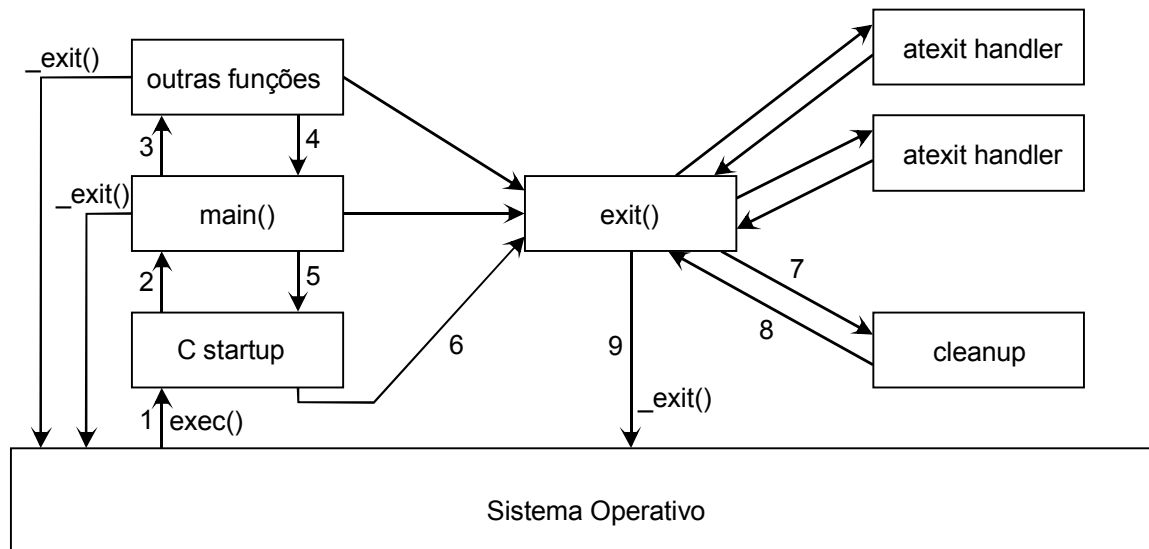 _exit()
outras funções
atexit handler
3
4
atexit handler
_exit()
main()
exit()
2
5
7
C startup
6
9
8
cleanup
1
exec()
_exit()
Sistema Operativo